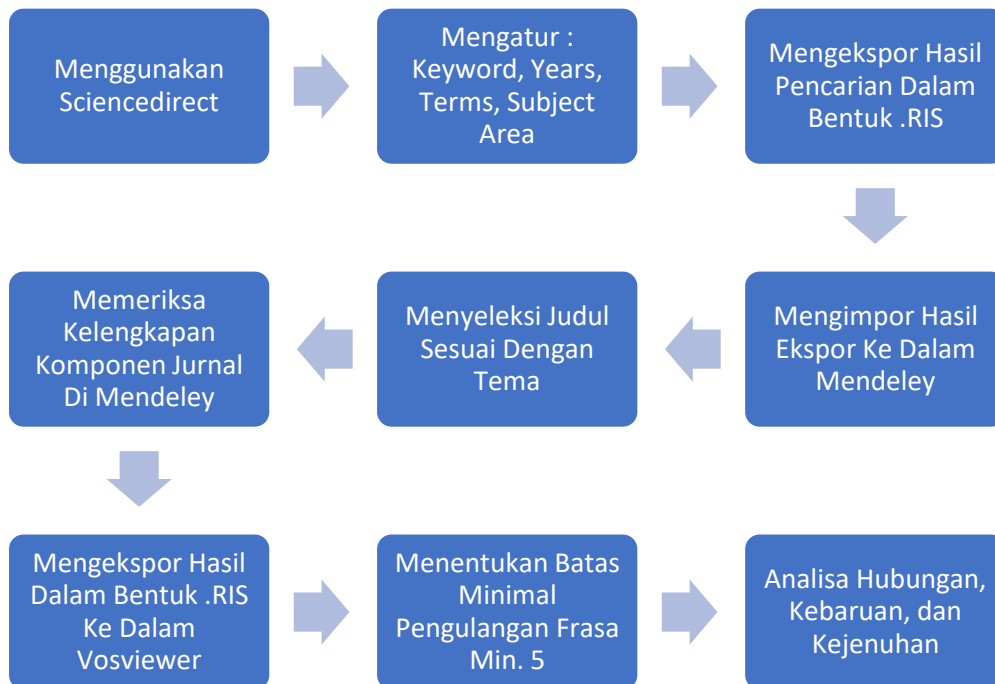 Menggunakan
Sciencedirect
Mengatur :
Keyword, Years,
Terms, Subject
Area
Mengekspor Hasil
Pencarian Dalam
Bentuk .RIS
Mengimpor Hasil
Ekspor Ke Dalam
Mendeley
Menyeleksi Judul
Sesuai Dengan
Tema
Memeriksa
Kelengkapan
Komponen Jurnal
Di Mendeley
Mengekspor Hasil
Dalam Bentuk .RIS
Ke Dalam
Vosviewer
Menentukan Batas
Minimal
Pengulangan Frasa
Min. 5
Analisa Hubungan,
Kebaruan, dan
Kejenuhan